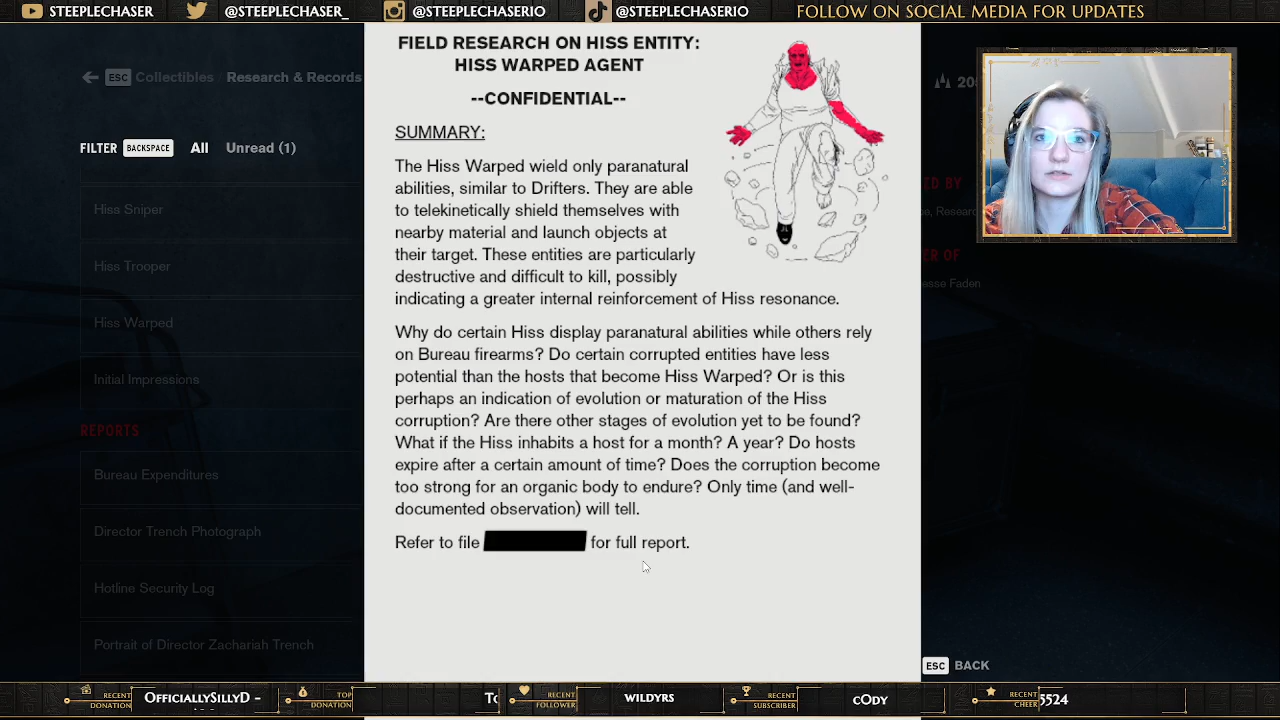 STEEPLECHASER
@STEEPLECHASER_
@STEEPLECHASERIO
@STEEPLECHASERIO
FOLLOW ON SOCIAL MEDIA FOR UPDATES
ESC Collectibles Research & Records
FILTER BACKSPACE All Unread (1)
Hiss Sniper
Hiss Trooper
Hiss Warped
Initial Impressions
REPORTS
Bureau Expenditures
Director Trench Photograph
Hotline Security Log
Portrait of Director Zachariah Trench
FIELD RESEARCH ON HISS ENTITY:
HISS WARPED AGENT
--CONFIDENTIAL--
SUMMARY:
The Hiss Warped wield only paranatural
abilities, similar to Drifters. They are able
to telekinetically shield themselves with
nearby material and launch objects at
their target. These entities are particularly
destructive and difficult to kill, possibly
indicating a greater internal reinforcement of Hiss resonance.
Why do certain Hiss display paranatural abilities while others rely
on Bureau firearms? Do certain corrupted entities have less
potential than the hosts that become Hiss Warped? Or is this
perhaps an indication of evolution or maturation of the Hiss
corruption? Are there other stages of evolution yet to be found?
What if the Hiss inhabits a host for a month? A year? Do hosts
expire after a certain amount of time? Does the corruption become
too strong for an organic body to endure? Only time (and well-
documented observation) will tell.
Refer to file for full report.
BY
OF
esse Faden
ESC BACK
RECENT DONATION
OFFICIALLYSILLYD –
TOP DONATION
RECENT FOLLOWER
WILDYRS
RECENT SUBSCRIBER
CODY
RECENT CHEER
5524